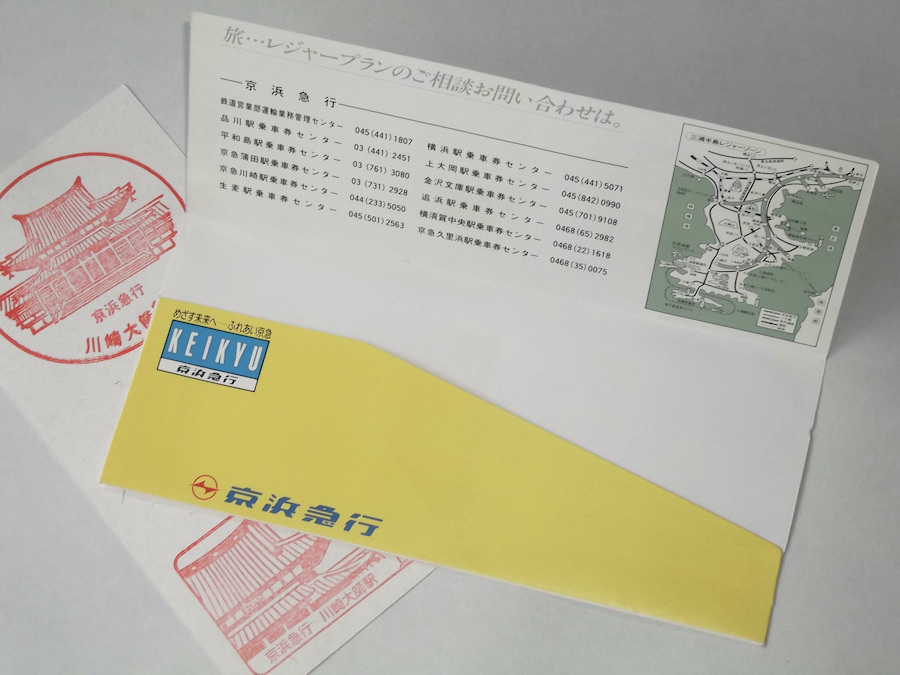 旅…レジャープランのご相談お問い合わせは。
京浜急行
鉄道営業部運輸業務管理センター 045(441)1807
品川駅乗車券センター 03(441)2451
平和島駅乗車券センター 03(761)3080
京急蒲田駅乗車券センター 03(731)2928
京急川崎駅乗車券センター 044(233)5050
生麦駅乗車券センター 045(501)2563
横浜駅乗車券センター 045(441)5071
上大岡駅乗車券センター 045(842)0990
金沢文庫駅乗車券センター 045(701)9108
追浜駅乗車券センター 0468(65)2982
横須賀中央駅乗車券センター 0468(22)1618
京急久里浜駅乗車券センター 0468(35)0075
三浦半島レジャーゾーン
めざす未来へ ふれあい京急
KEIKYU
京浜急行
京浜急行
京浜急行
川崎大師
京浜急行 川崎大師駅